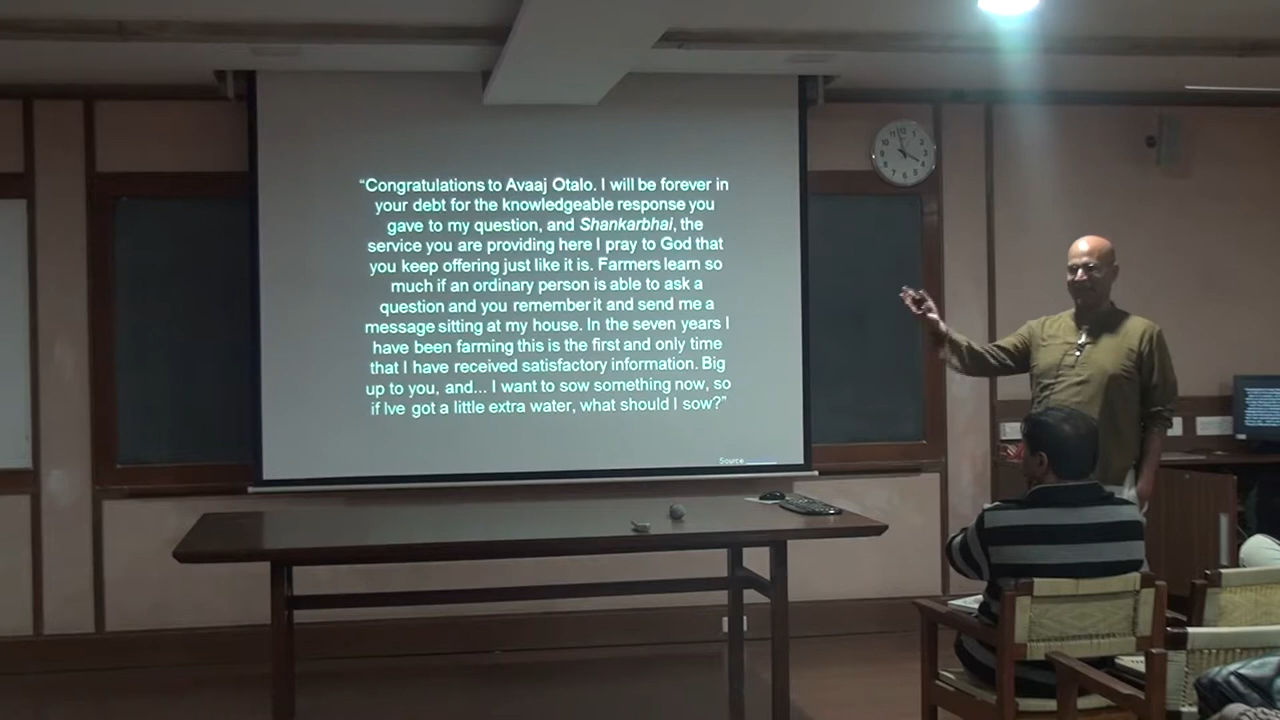 “Congratulations to Avaaj Otalo. I will be forever in
your debt for the knowledgeable response you
gave to my question, and Shankarbhai, the
service you are providing here I pray to God that
you keep offering just like it is. Farmers learn so
much if an ordinary person is able to ask a
question and you remember it and send me a
message sitting at my house. In the seven years I
have been farming this is the first and only time
that I have received satisfactory information. Big
up to you, and... I want to sow something now, so
if Ive got a little extra water, what should I sow?”
Source